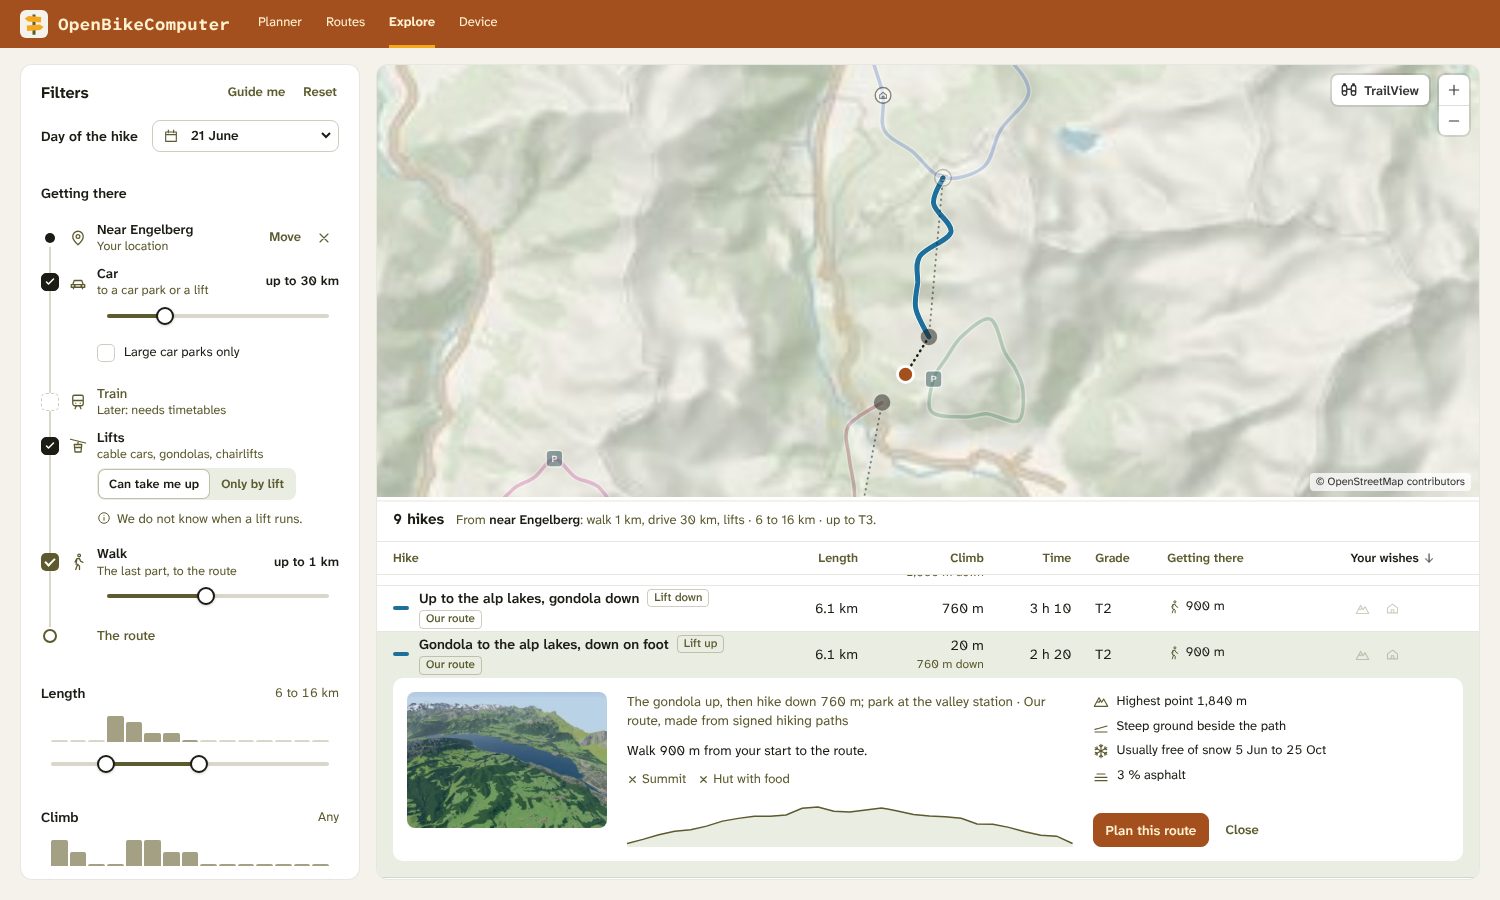 OpenBikeComputer
Planner
Routes
Explore
Device
Filters
Guide me
Reset
Day of the hike
21 June
Getting there
Near Engelberg
Your location
Move
Car
to a car park or a lift
up to 30 km
Large car parks only
Train
Later: needs timetables
Lifts
cable cars, gondolas, chairlifts
Can take me up
Only by lift
We do not know when a lift runs.
Walk
The last part, to the route
up to 1 km
The route
Length
6 to 16 km
Climb
Any
TrailView
+
−
P
P
© OpenStreetMap contributors
9 hikes
From near Engelberg: walk 1 km, drive 30 km, lifts · 6 to 16 km · up to T3.
Hike
Length
Climb
Time
Grade
Getting there
Your wishes ↓
Up to the alp lakes, gondola down
Lift down
Our route
6.1 km
760 m
3 h 10
T2
900 m
Gondola to the alp lakes, down on foot
Lift up
Our route
6.1 km
20 m
760 m down
2 h 20
T2
900 m
The gondola up, then hike down 760 m; park at the valley station · Our
route, made from signed hiking paths
Walk 900 m from your start to the route.
× Summit
× Hut with food
Highest point 1,840 m
Steep ground beside the path
Usually free of snow 5 Jun to 25 Oct
3 % asphalt
Plan this route
Close